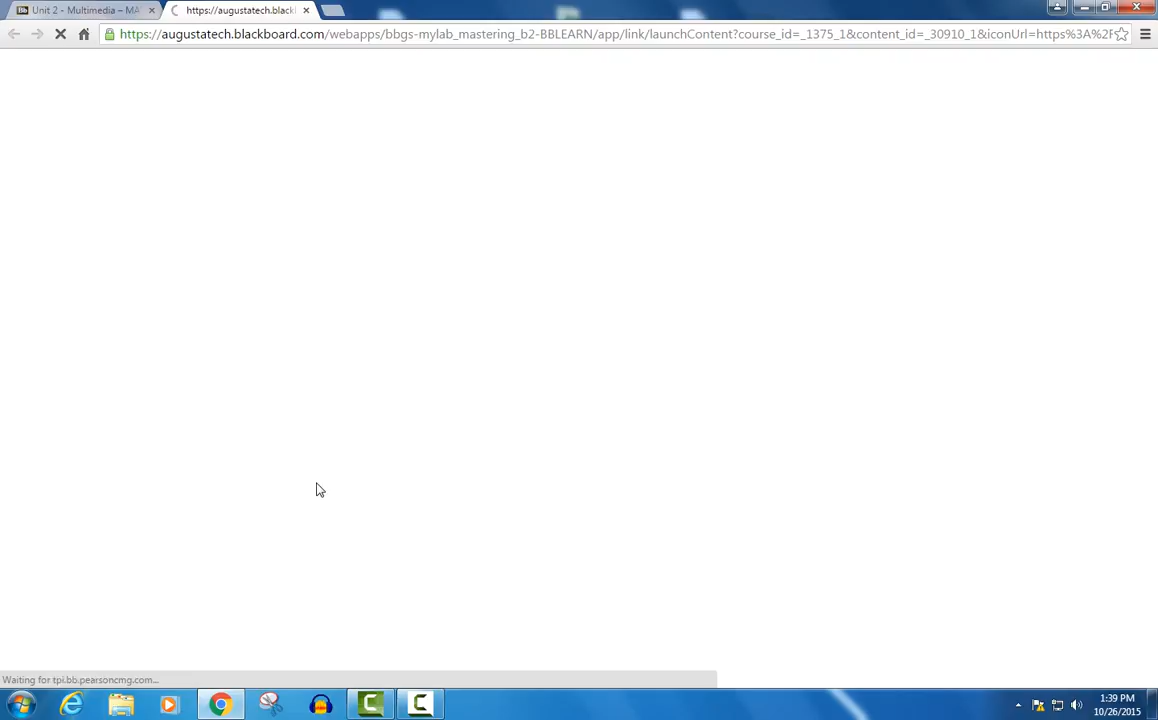 Unit 2 - Multimedia – MA
https://augustatech.blackl
https://augustatech.blackboard.com/webapps/bbgs-mylab_mastering_b2-BBLEARN/app/link/launchContent?course_id=_1375_1&content_id=_30910_1&iconUrl=https%3A%2F
Waiting for tpi.bb.pearsoncmg.com...
1:39 PM
10/26/2015